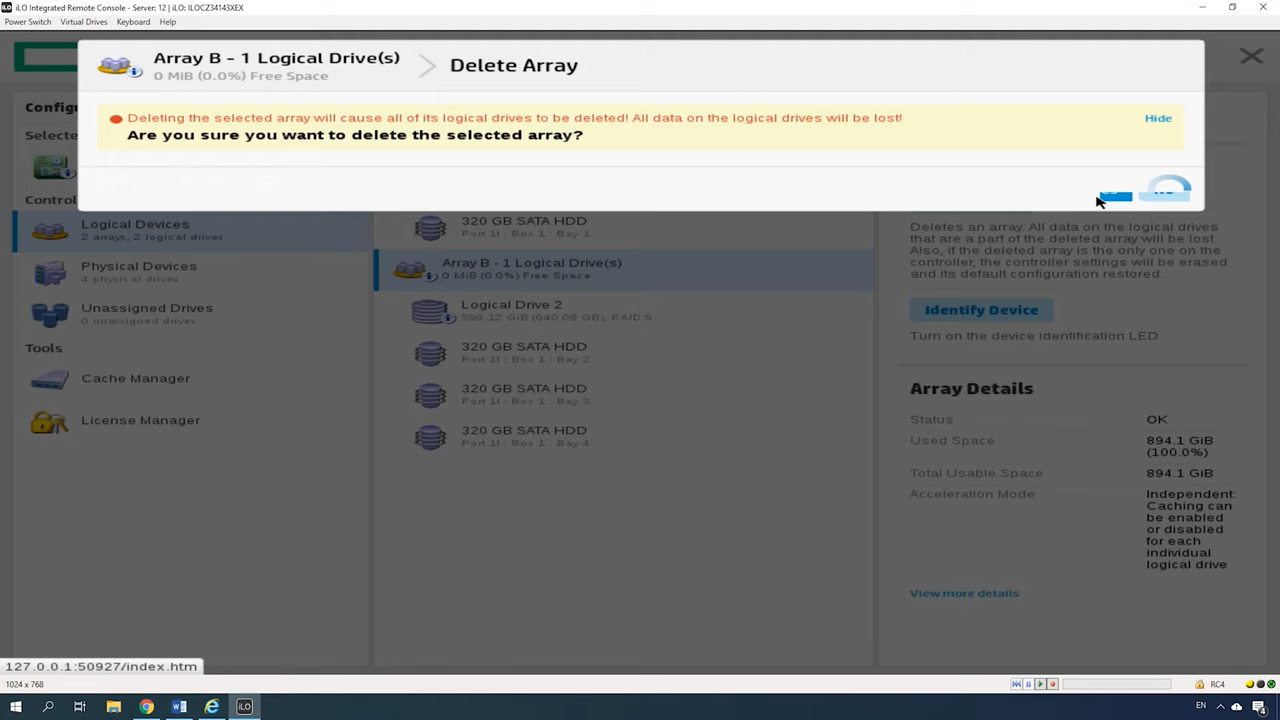 iLO Integrated Remote Console - Server: 12 | iLO: ILOCZ34143XEX
Power Switch Virtual Drives Keyboard Help
Array B - 1 Logical Drive(s)
0 MiB (0.0%) Free Space
Delete Array
Deleting the selected array will cause all of its logical drives to be deleted! All data on the logical drives will be lost!
Hide
Are you sure you want to delete the selected array?
Logical Devices
2 arrays, 2 logical drives
Physical Devices
4 physical drives
Unassigned Drives
0 unassigned drives
Tools
Cache Manager
License Manager
320 GB SATA HDD
Port 1I : Box 1 : Bay 1
Array B - 1 Logical Drive(s)
0 MiB (0.0%) Free Space
Logical Drive 2
596.12 GiB (640.08 GB), RAID 5
320 GB SATA HDD
Port 1I : Box 1 : Bay 2
320 GB SATA HDD
Port 1I : Box 1 : Bay 3
320 GB SATA HDD
Port 1I : Box 1 : Bay 4
Deletes an array. All data on the logical drives
that are a part of the deleted array will be lost.
Also, if the deleted array is the only one on the
controller, the controller settings will be erased
and its default configuration restored.
Identify Device
Turn on the device identification LED.
Array Details
Status OK
Used Space 894.1 GiB
(100.0%)
Total Usable Space 894.1 GiB
Acceleration Mode Independent:
Caching can
be enabled
or disabled
for each
individual
logical drive
View more details
127.0.0.1:50927/index.htm
1024 x 768
RC4
iLO
EN